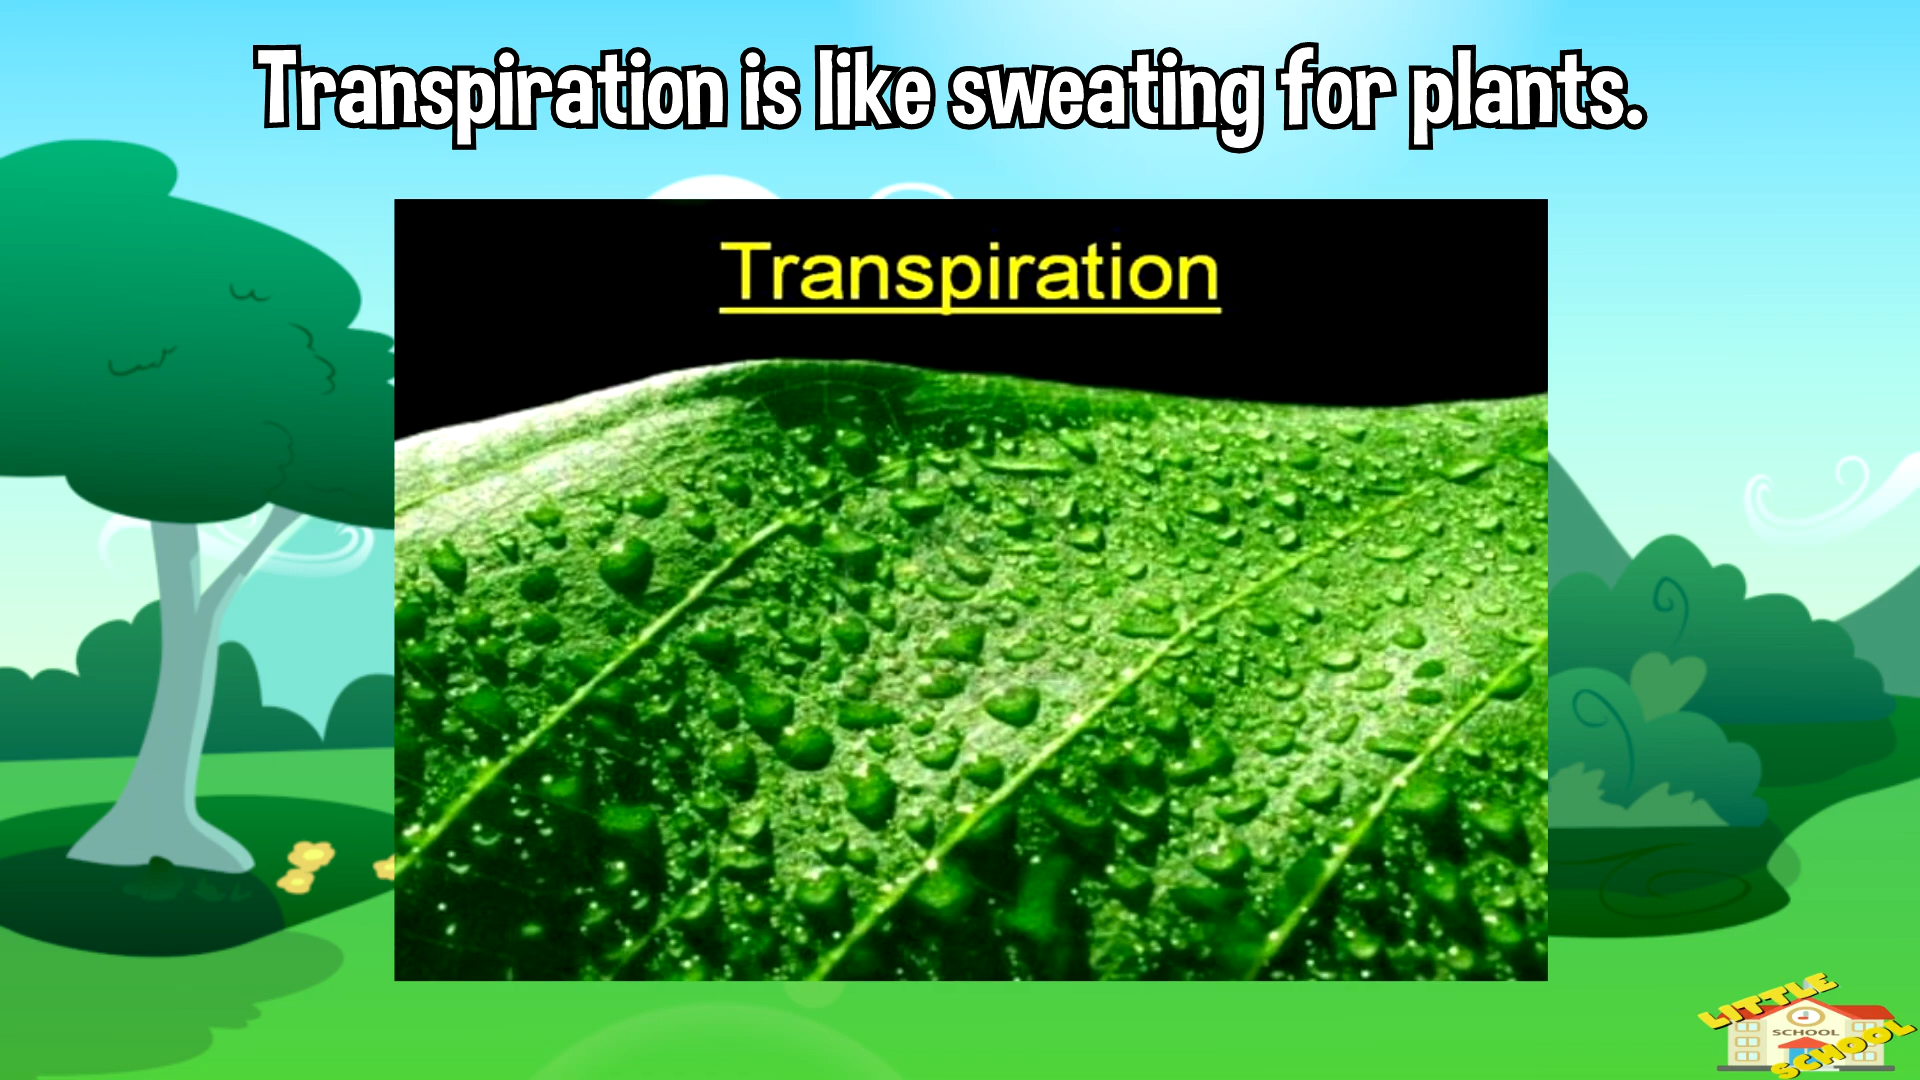 Transpiration is like sweating for plants.
Transpiration
LITTLE
SCHOOL
SCHOOL